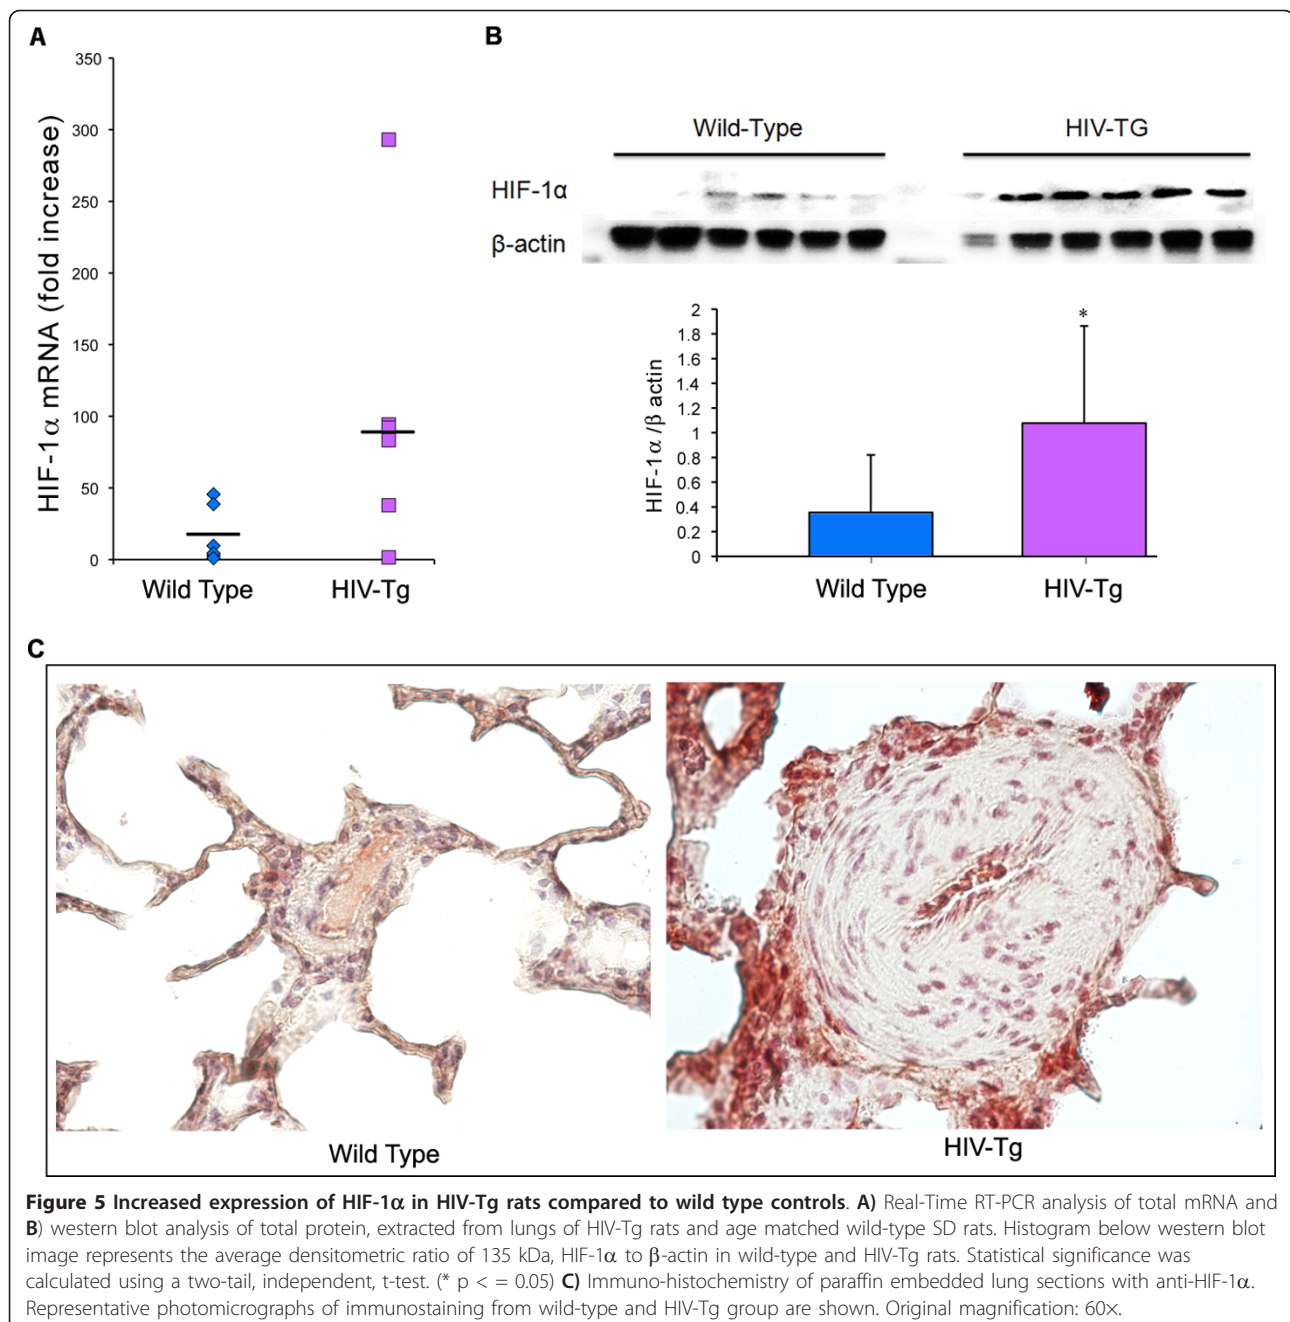 A
350
300
250
200
150
100
50
0
HIF-1α mRNA (fold increase)
Wild Type
HIV-Tg
B
Wild-Type
HIV-TG
HIF-1α
β-actin
2
1.8
1.6
1.4
1.2
1
0.8
0.6
0.4
0.2
0
HIF-1α /β actin
*
Wild Type
HIV-Tg
C
Wild Type
HIV-Tg
Figure 5 Increased expression of HIF-1α in HIV-Tg rats compared to wild type controls. A) Real-Time RT-PCR analysis of total mRNA and
B) western blot analysis of total protein, extracted from lungs of HIV-Tg rats and age matched wild-type SD rats. Histogram below western blot
image represents the average densitometric ratio of 135 kDa, HIF-1α to β-actin in wild-type and HIV-Tg rats. Statistical significance was
calculated using a two-tail, independent, t-test. (* p < = 0.05) C) Immuno-histochemistry of paraffin embedded lung sections with anti-HIF-1α.
Representative photomicrographs of immunostaining from wild-type and HIV-Tg group are shown. Original magnification: 60×.